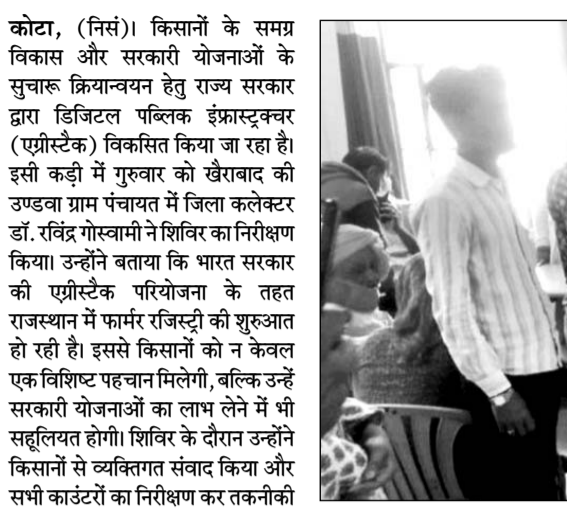 कोटा, (निसं)। किसानों के समग्र
विकास और सरकारी योजनाओं के
सुचारू क्रियान्वयन हेतु राज्य सरकार
द्वारा डिजिटल पब्लिक इंफ्रास्ट्रक्चर
(एग्रीस्टैक) विकसित किया जा रहा है।
इसी कड़ी में गुरुवार को खैराबाद की
उण्डवा ग्राम पंचायत में जिला कलेक्टर
डॉ. रविंद्र गोस्वामी ने शिविर का निरीक्षण
किया। उन्होंने बताया कि भारत सरकार
की एग्रीस्टैक परियोजना के तहत
राजस्थान में फार्मर रजिस्ट्री की शुरुआत
हो रही है। इससे किसानों को न केवल
एक विशिष्ट पहचान मिलेगी, बल्कि उन्हें
सरकारी योजनाओं का लाभ लेने में भी
सहूलियत होगी। शिविर के दौरान उन्होंने
किसानों से व्यक्तिगत संवाद किया और
सभी काउंटरों का निरीक्षण कर तकनीकी